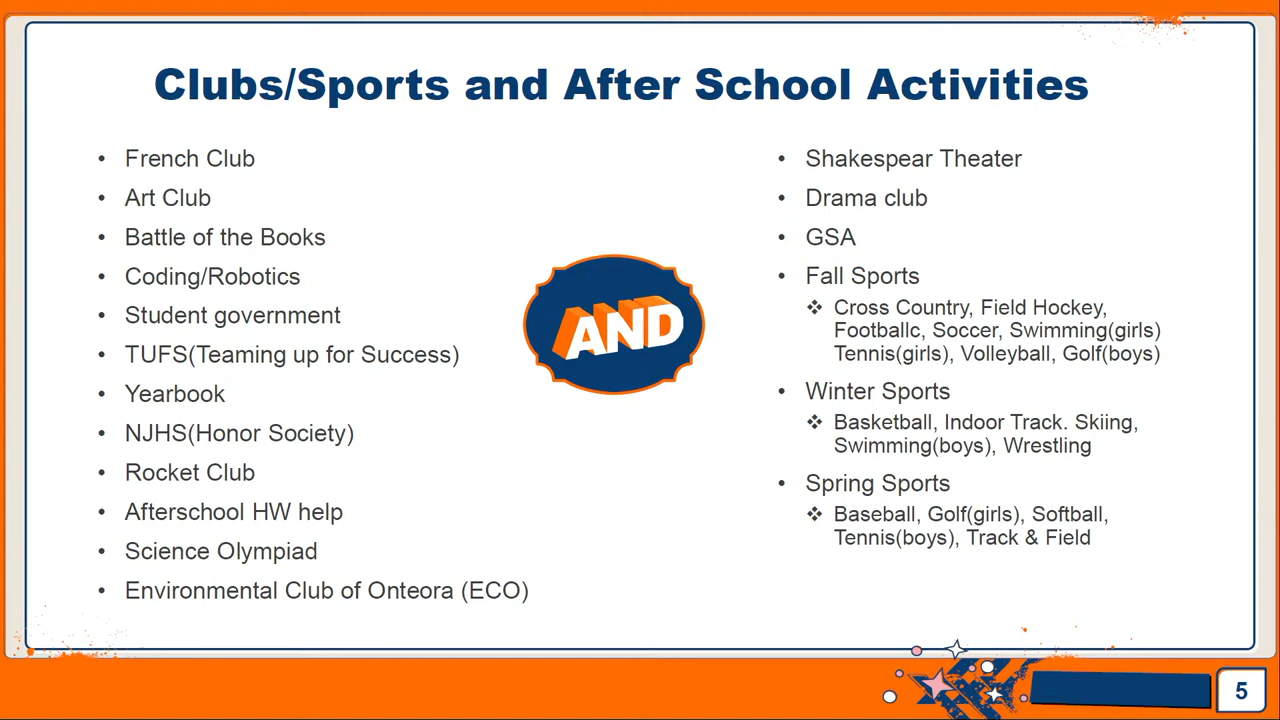 Clubs/Sports and After School Activities
• French Club
• Art Club
• Battle of the Books
• Coding/Robotics
• Student government
• TUFS(Teaming up for Success)
• Yearbook
• NJHS(Honor Society)
• Rocket Club
• Afterschool HW help
• Science Olympiad
• Environmental Club of Onteora (ECO)
AND
• Shakespear Theater
• Drama club
• GSA
• Fall Sports
❖ Cross Country, Field Hockey,
Footballc, Soccer, Swimming(girls)
Tennis(girls), Volleyball, Golf(boys)
• Winter Sports
❖ Basketball, Indoor Track. Skiing,
Swimming(boys), Wrestling
• Spring Sports
❖ Baseball, Golf(girls), Softball,
Tennis(boys), Track & Field
5